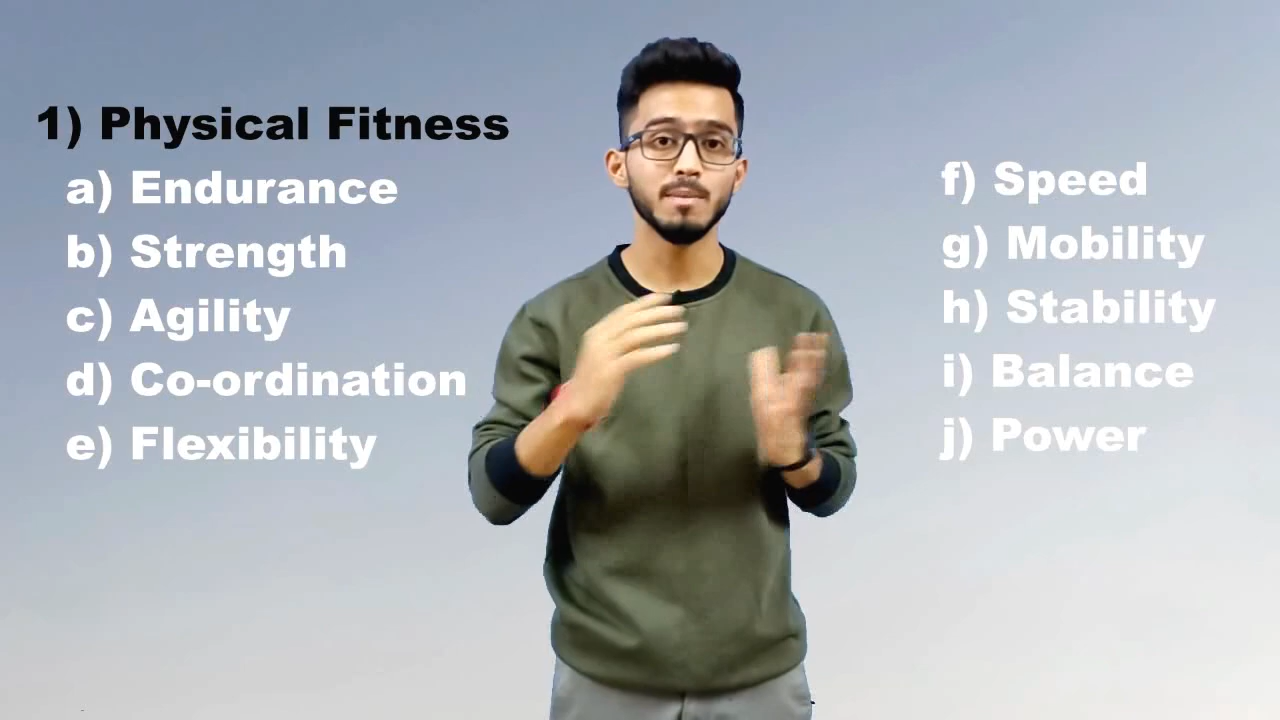 1) Physical Fitness
a) Endurance
b) Strength
c) Agility
d) Co-ordination
e) Flexibility
f) Speed
g) Mobility
h) Stability
i) Balance
j) Power